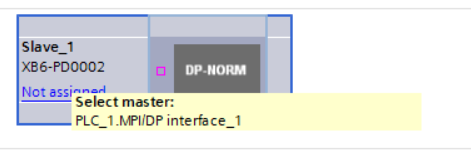 Slave_1
XB6-PD0002
DP-NORM
Not assigned
Select master:
PLC_1.MPI/DP interface_1